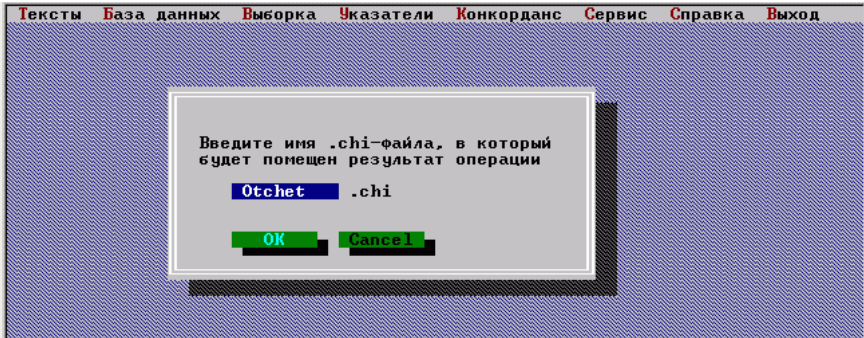 Тексты База данных Выборка Указатели Конкорданс Сервис Справка Выход
Введите имя .chi-файла, в который
будет помещен результат операции
Otchet .chi
OK Cancel